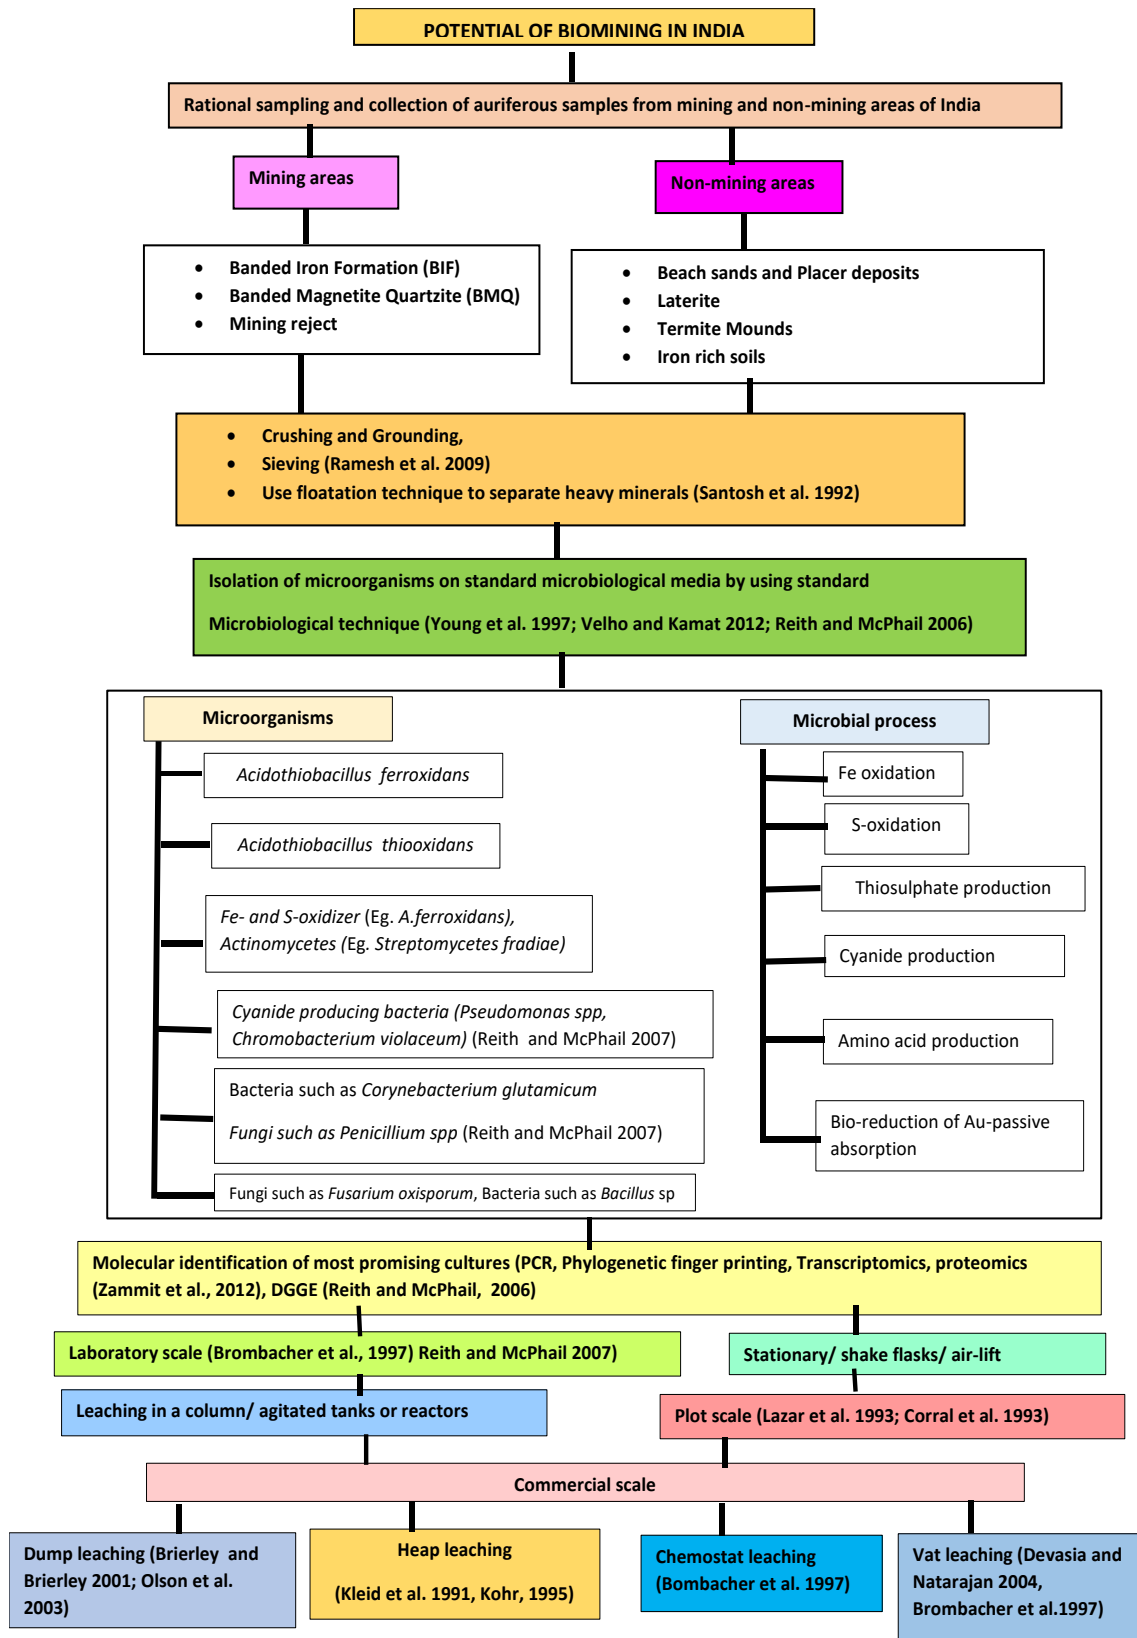 POTENTIAL OF BIOMINING IN INDIA
Rational sampling and collection of auriferous samples from mining and non-mining areas of India
Mining areas
Non-mining areas
• Banded Iron Formation (BIF)
• Banded Magnetite Quartzite (BMQ)
• Mining reject
• Beach sands and Placer deposits
• Laterite
• Termite Mounds
• Iron rich soils
• Crushing and Grounding,
• Sieving (Ramesh et al. 2009)
• Use floatation technique to separate heavy minerals (Santosh et al. 1992)
Isolation of microorganisms on standard microbiological media by using standard
Microbiological technique (Young et al. 1997; Velho and Kamat 2012; Reith and McPhail 2006)
Microorganisms
Acidothiobacillus ferroxidans
Acidothiobacillus thiooxidans
Fe- and S-oxidizer (Eg. A.ferroxidans),
Actinomycetes (Eg. Streptomycetes fradiae)
Cyanide producing bacteria (Pseudomonas spp,
Chromobacterium violaceum) (Reith and McPhail 2007)
Bacteria such as Corynebacterium glutamicum
Fungi such as Penicillium spp (Reith and McPhail 2007)
Fungi such as Fusarium oxisporum, Bacteria such as Bacillus sp
Microbial process
Fe oxidation
S-oxidation
Thiosulphate production
Cyanide production
Amino acid production
Bio-reduction of Au-passive
absorption
Molecular identification of most promising cultures (PCR, Phylogenetic finger printing, Transcriptomics, proteomics
(Zammit et al., 2012), DGGE (Reith and McPhail, 2006)
Laboratory scale (Brombacher et al., 1997) Reith and McPhail 2007)
Stationary/ shake flasks/ air-lift
Leaching in a column/ agitated tanks or reactors
Plot scale (Lazar et al. 1993; Corral et al. 1993)
Commercial scale
Dump leaching (Brierley and
Brierley 2001; Olson et al.
2003)
Heap leaching
(Kleid et al. 1991, Kohr, 1995)
Chemostat leaching
(Bombacher et al. 1997)
Vat leaching (Devasia and
Natarajan 2004,
Brombacher et al.1997)